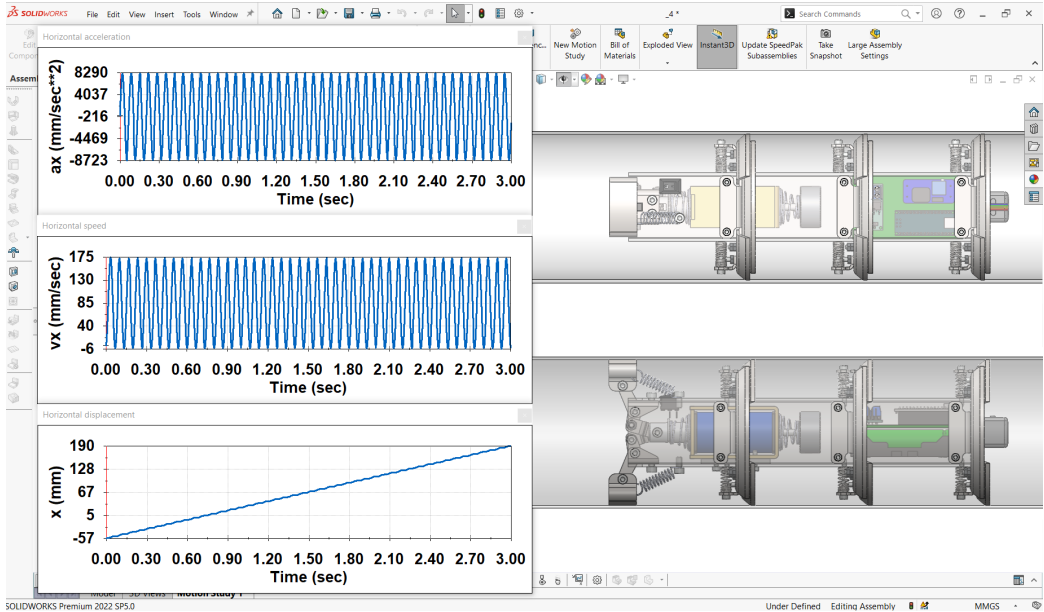 SOLIDWORKS File Edit View Insert Tools Window _4 * Search Commands
Horizontal acceleration
Edit
New Motion Study
Bill of Materials
Exploded View
Instant3D
Update SpeedPak Subassemblies
Take Snapshot
Large Assembly Settings
ax (mm/sec**2)
8290
4037
-216
-4469
-8723
0.00 0.30 0.60 0.90 1.20 1.50 1.80 2.10 2.40 2.70 3.00
Time (sec)
Horizontal speed
vx (mm/sec)
175
130
85
40
-6
0.00 0.30 0.60 0.90 1.20 1.50 1.80 2.10 2.40 2.70 3.00
Time (sec)
Horizontal displacement
x (mm)
190
128
67
5
-57
0.00 0.30 0.60 0.90 1.20 1.50 1.80 2.10 2.40 2.70 3.00
Time (sec)
Model 3D Views Motion Study 1
SOLIDWORKS Premium 2022 SP5.0 Under Defined Editing Assembly MMGS